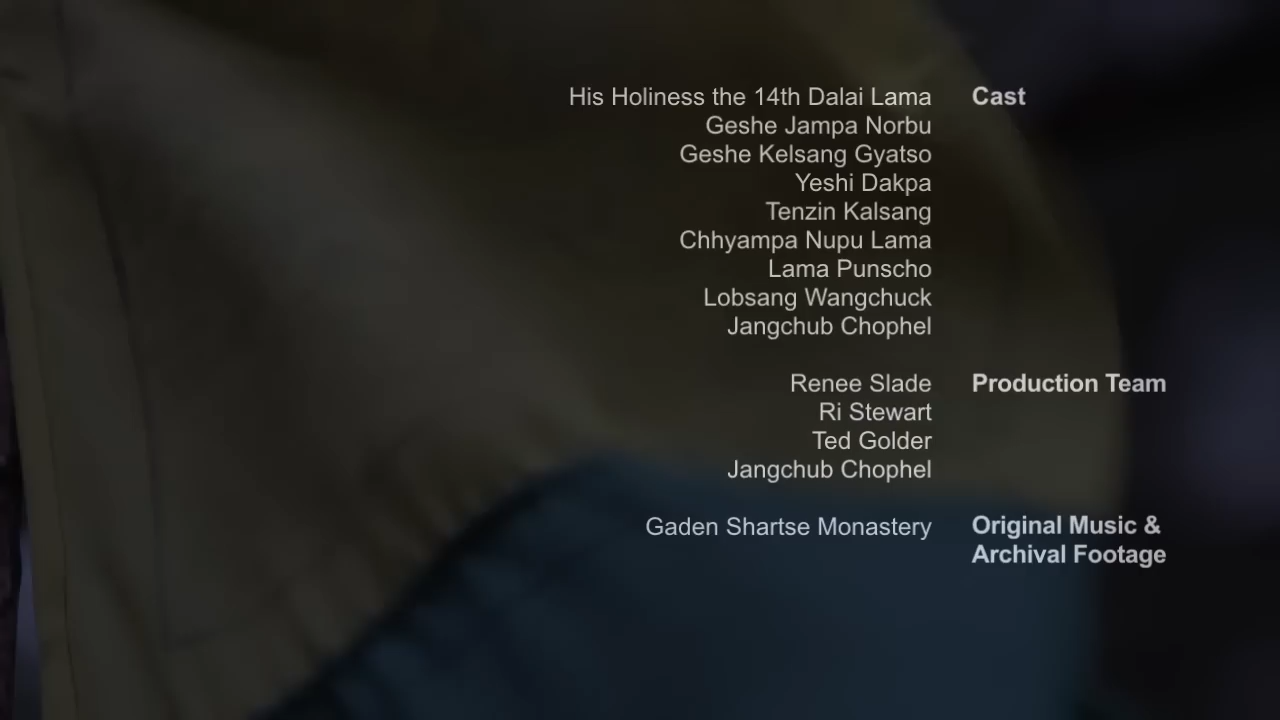 His Holiness the 14th Dalai Lama Cast
Geshe Jampa Norbu
Geshe Kelsang Gyatso
Yeshi Dakpa
Tenzin Kalsang
Chhyampa Nupu Lama
Lama Punscho
Lobsang Wangchuck
Jangchub Chophel
Renee Slade Production Team
Ri Stewart
Ted Golder
Jangchub Chophel
Gaden Shartse Monastery Original Music &
Archival Footage